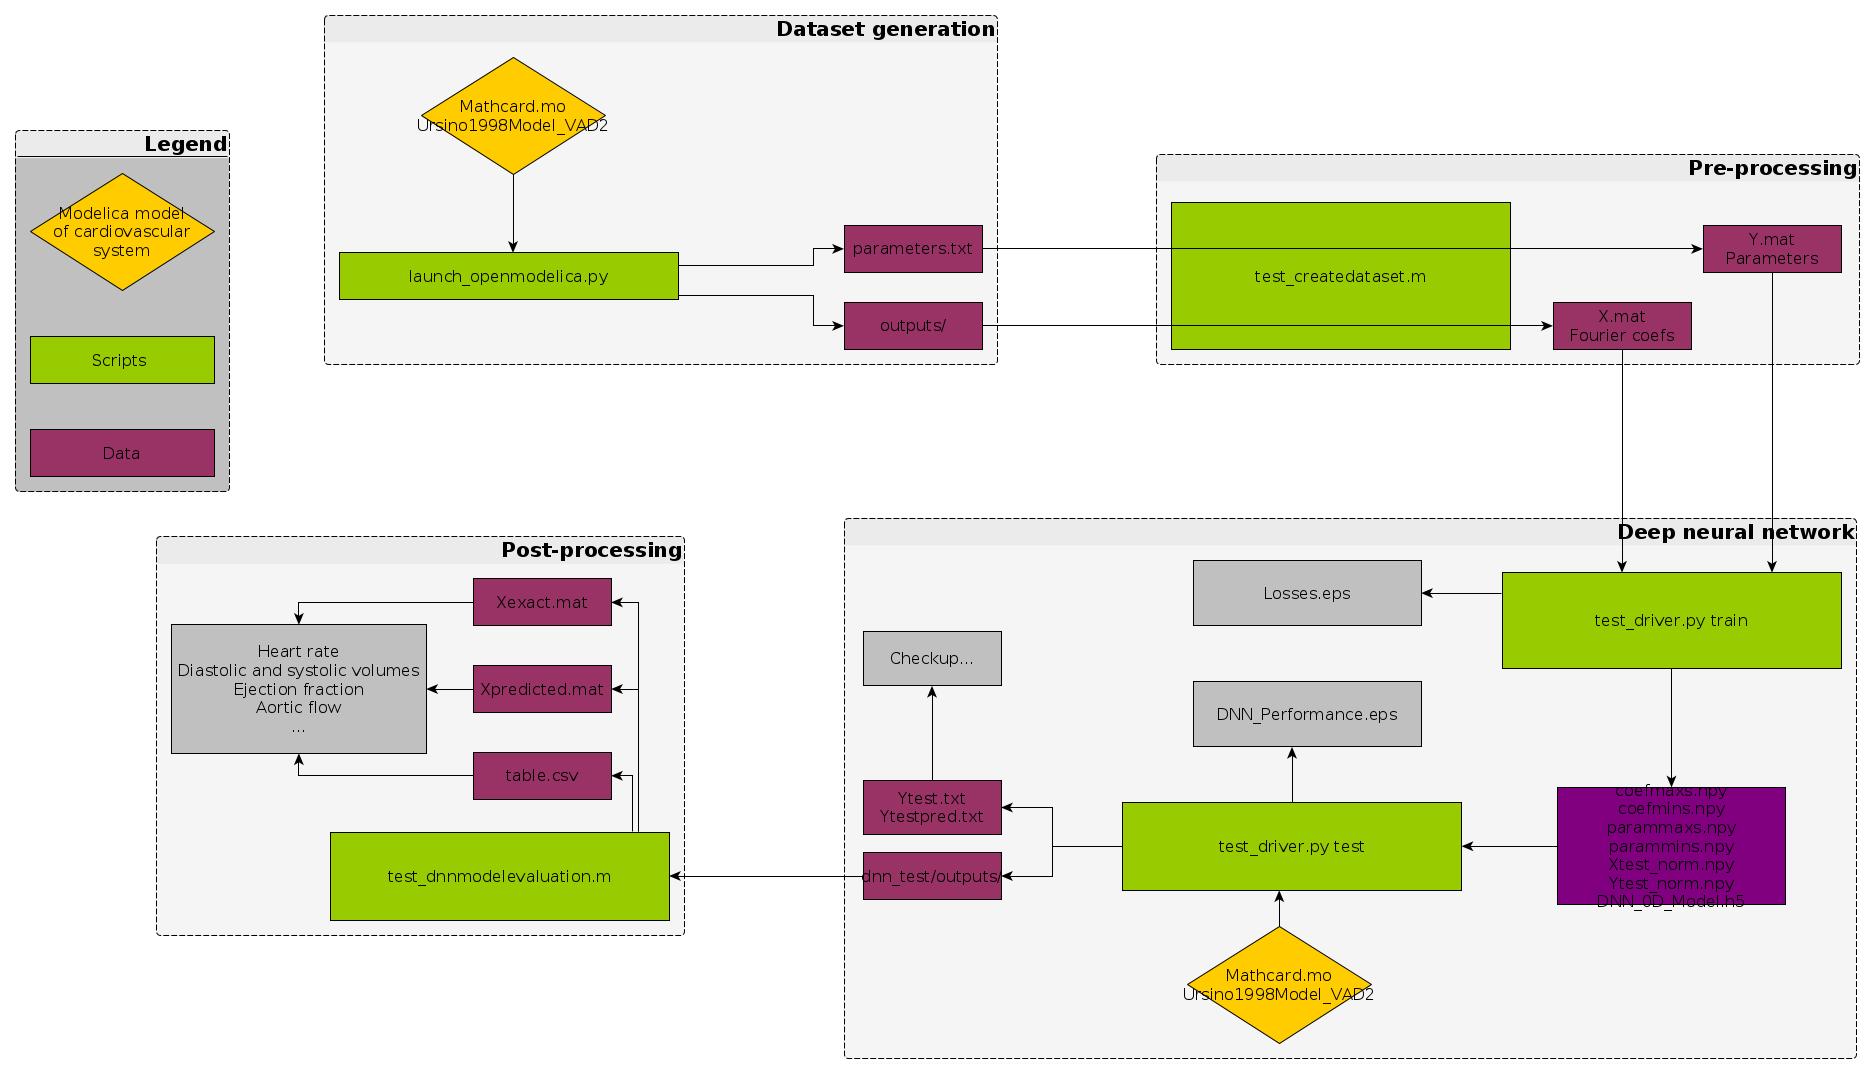 Dataset generation
Mathcard.mo
Ursino1998Model_VAD2
launch_openmodelica.py
parameters.txt
outputs/
Legend
Modelica model
of cardiovascular
system
Scripts
Data
Pre-processing
test_createdataset.m
Y.mat
Parameters
X.mat
Fourier coefs
Deep neural network
test_driver.py train
Losses.eps
Checkup...
DNN_Performance.eps
coefmaxs.npy
coefmins.npy
parammaxs.npy
parammins.npy
Xtest_norm.npy
Ytest_norm.npy
DNN_0D_Model.h5
test_driver.py test
Ytest.txt
Ytestpred.txt
dnn_test/outputs/
Mathcard.mo
Ursino1998Model_VAD2
Post-processing
Xexact.mat
Xpredicted.mat
table.csv
Heart rate
Diastolic and systolic volumes
Ejection fraction
Aortic flow
...
test_dnnmodelevaluation.m